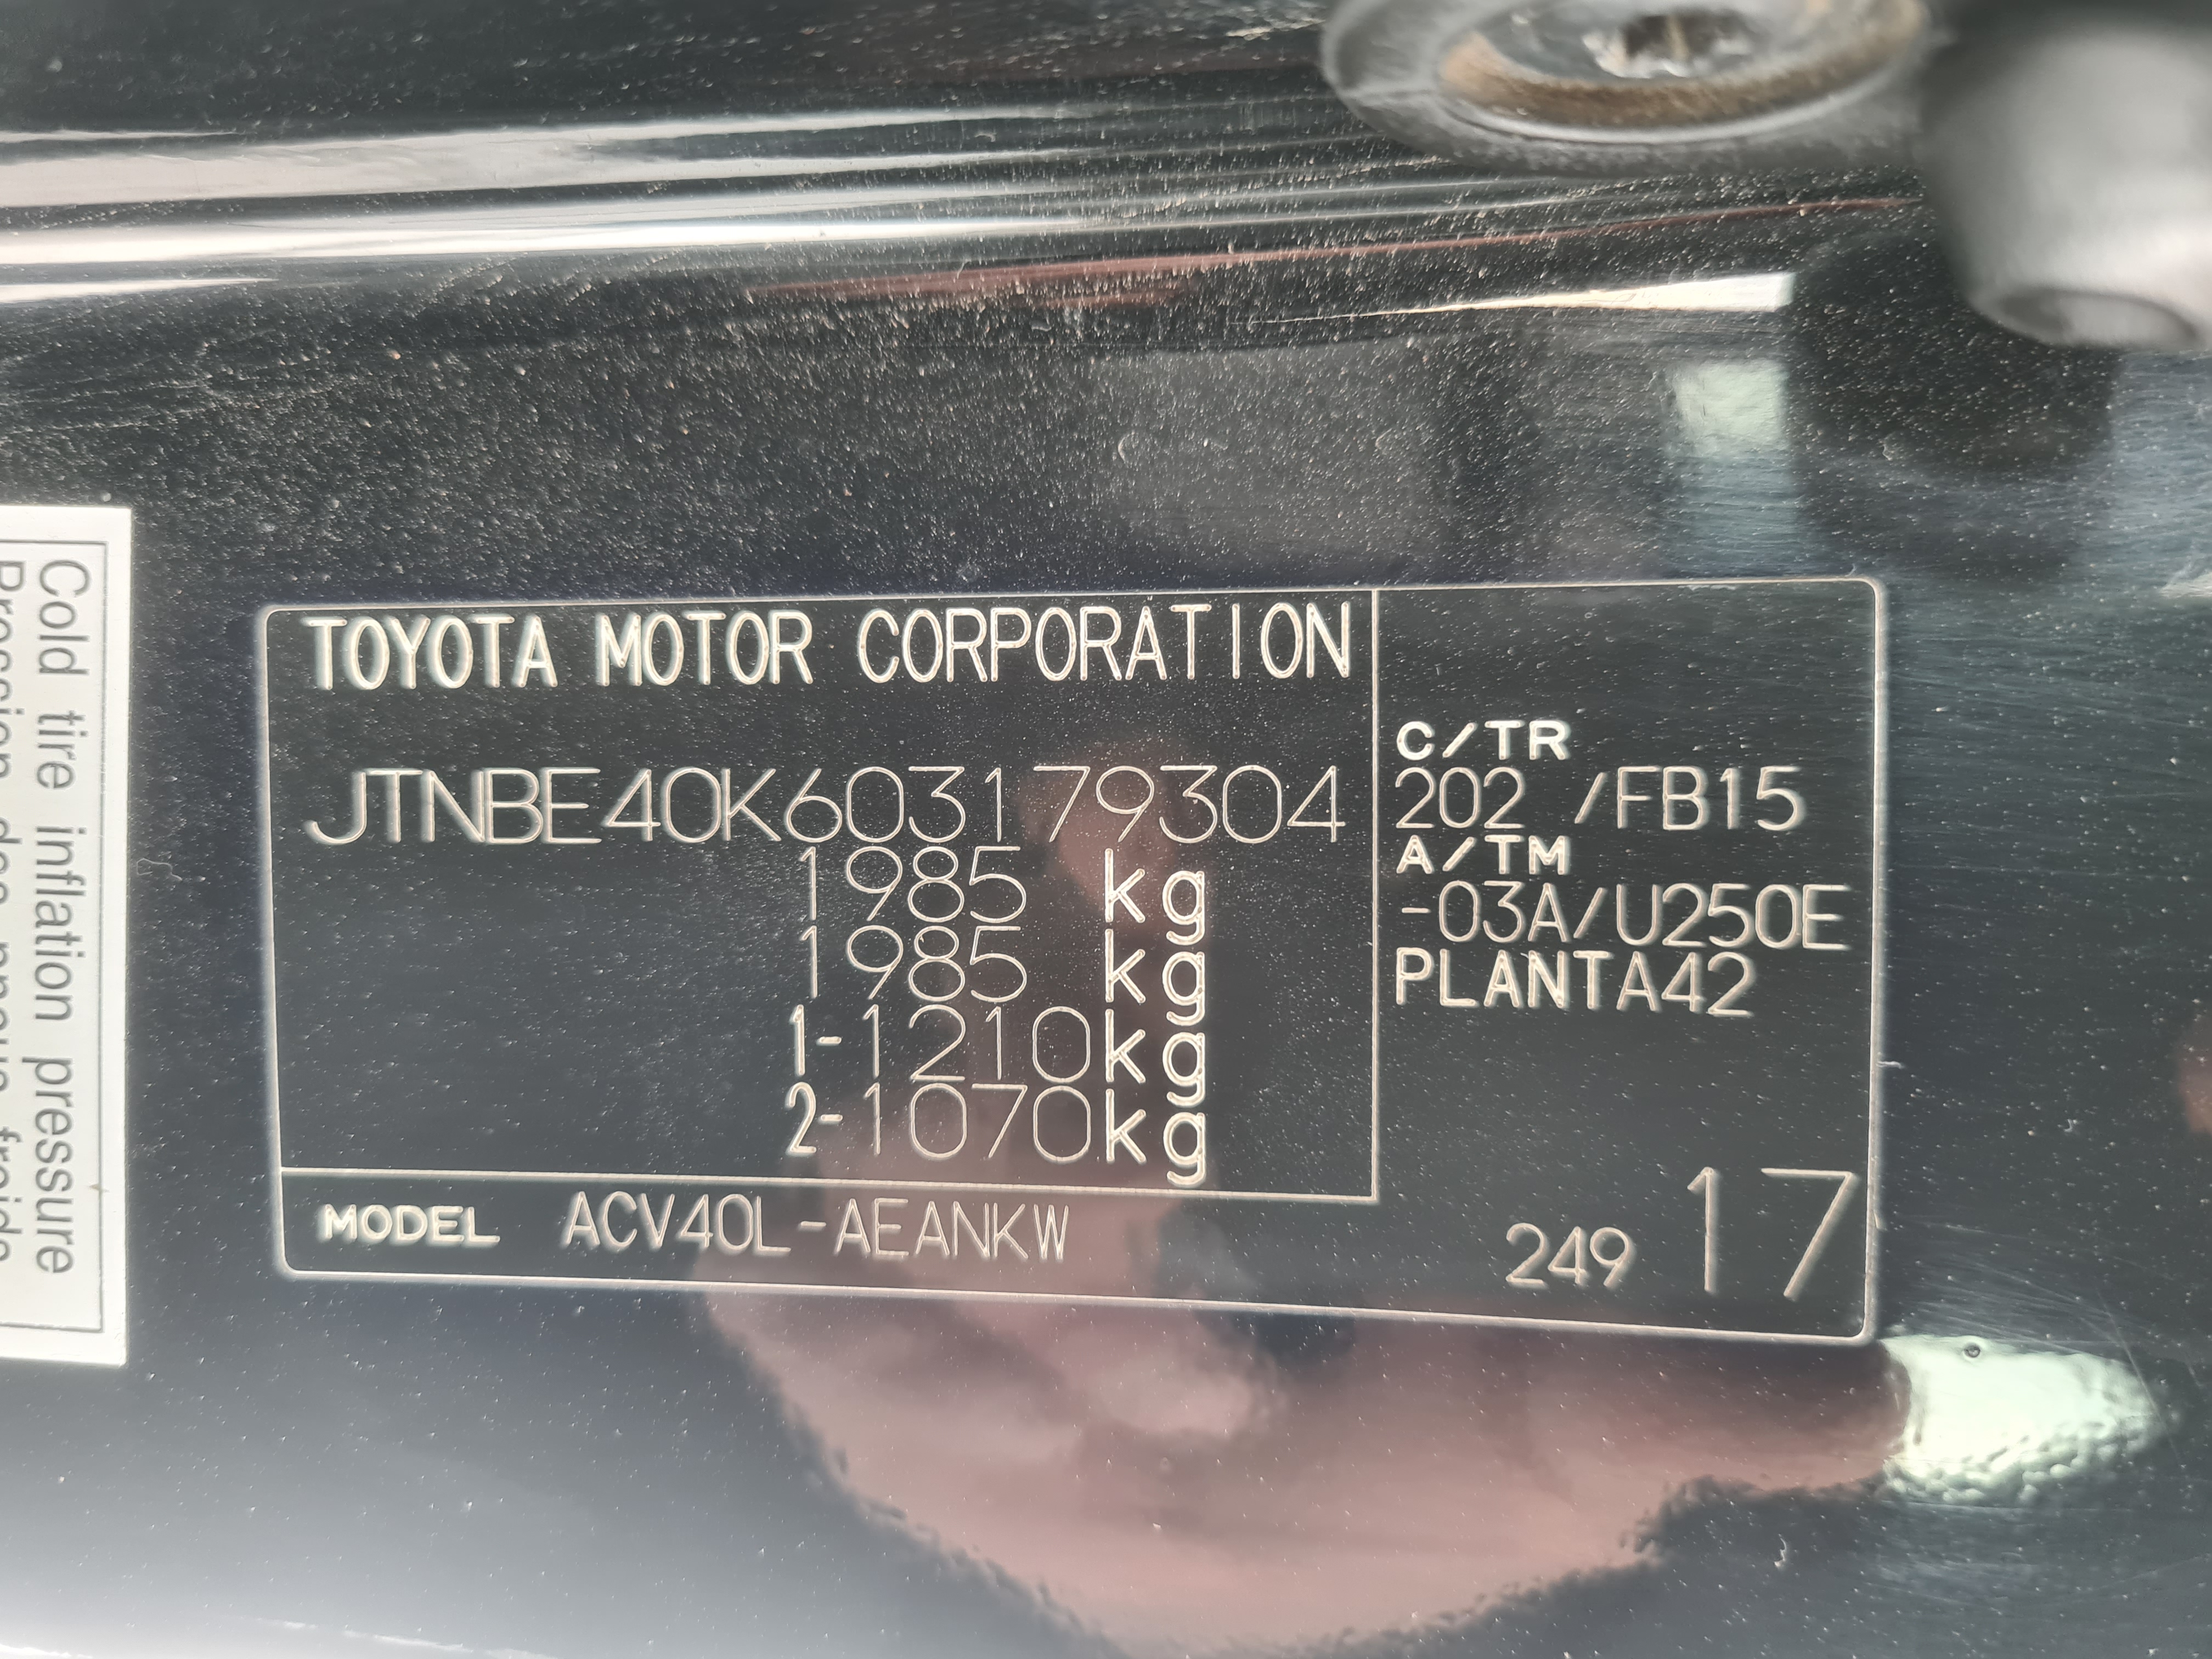 Cold tire inflation pressure
TOYOTA MOTOR CORPORATION
JTNBE40K603179304
1985 kg
1985 kg
1-1210kg
2-1070kg
MODEL ACV40L-AEANKW
C/TR
202 /FB15
A/TM
-03A/U250E
PLANTA42
249 17